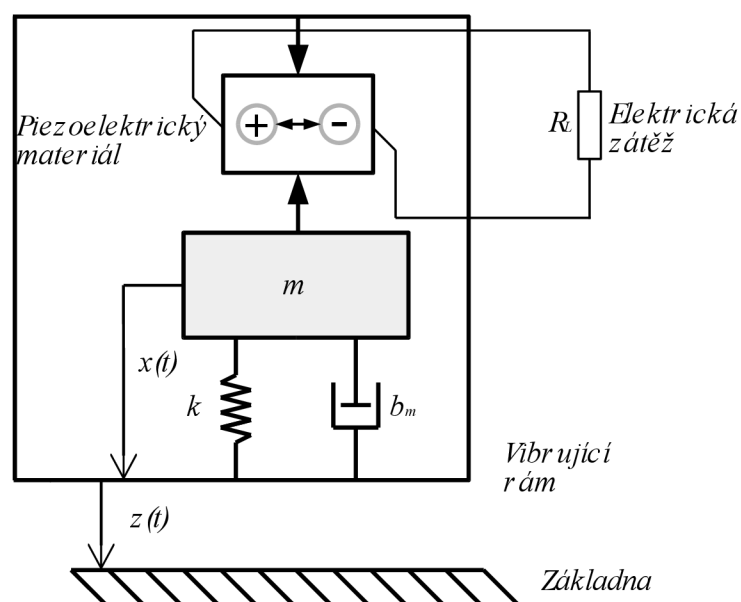 Piezoelektrický
materiál
+
-
R_L
Elektrická
zátěž
m
x(t)
k
b_m
Vibrující
rám
z(t)
Základna